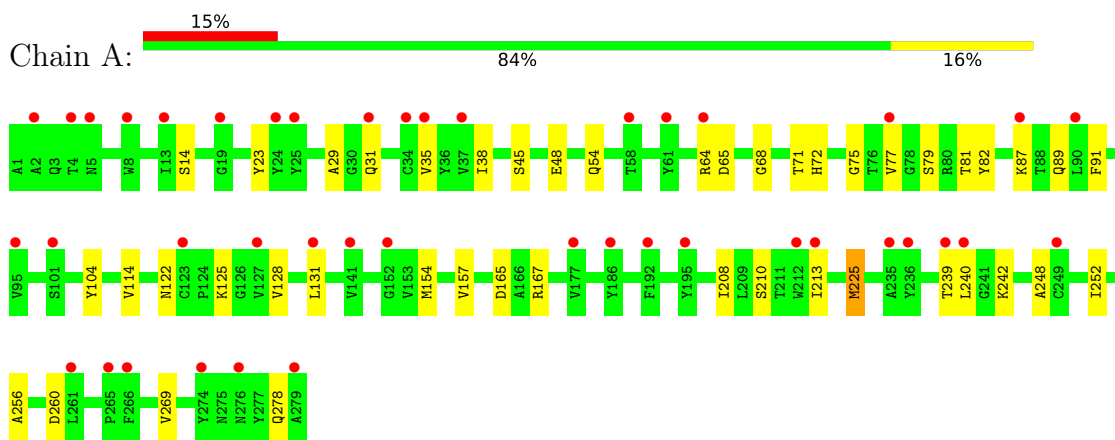 15%
Chain A:
84% 16%
A1 A2 Q3 T4 N5 W8 I13 S14 G19 Y23 Y24 Y25 A29 G30 Q31 C34 V35 Y36 V37 I38 S45 E48 Q54 T58 Y61 R64 D65 G68 T71 H72 G75 T76 V77 G78 S79 R80 T81 Y82 K87 T88 Q89 L90 F91
V95 S101 Y104 V114 N122 C123 P124 K125 G126 V127 V128 L131 V141 G152 V153 M154 V157 D165 A166 R167 V177 Y186 F192 Y195 I208 L209 S210 T211 W212 I213 M225 A235 Y236 T239 L240 G241 K242 A248 C249 I252
A256 D260 L261 P265 F266 V269 Y274 N275 N276 Y277 Q278 A279